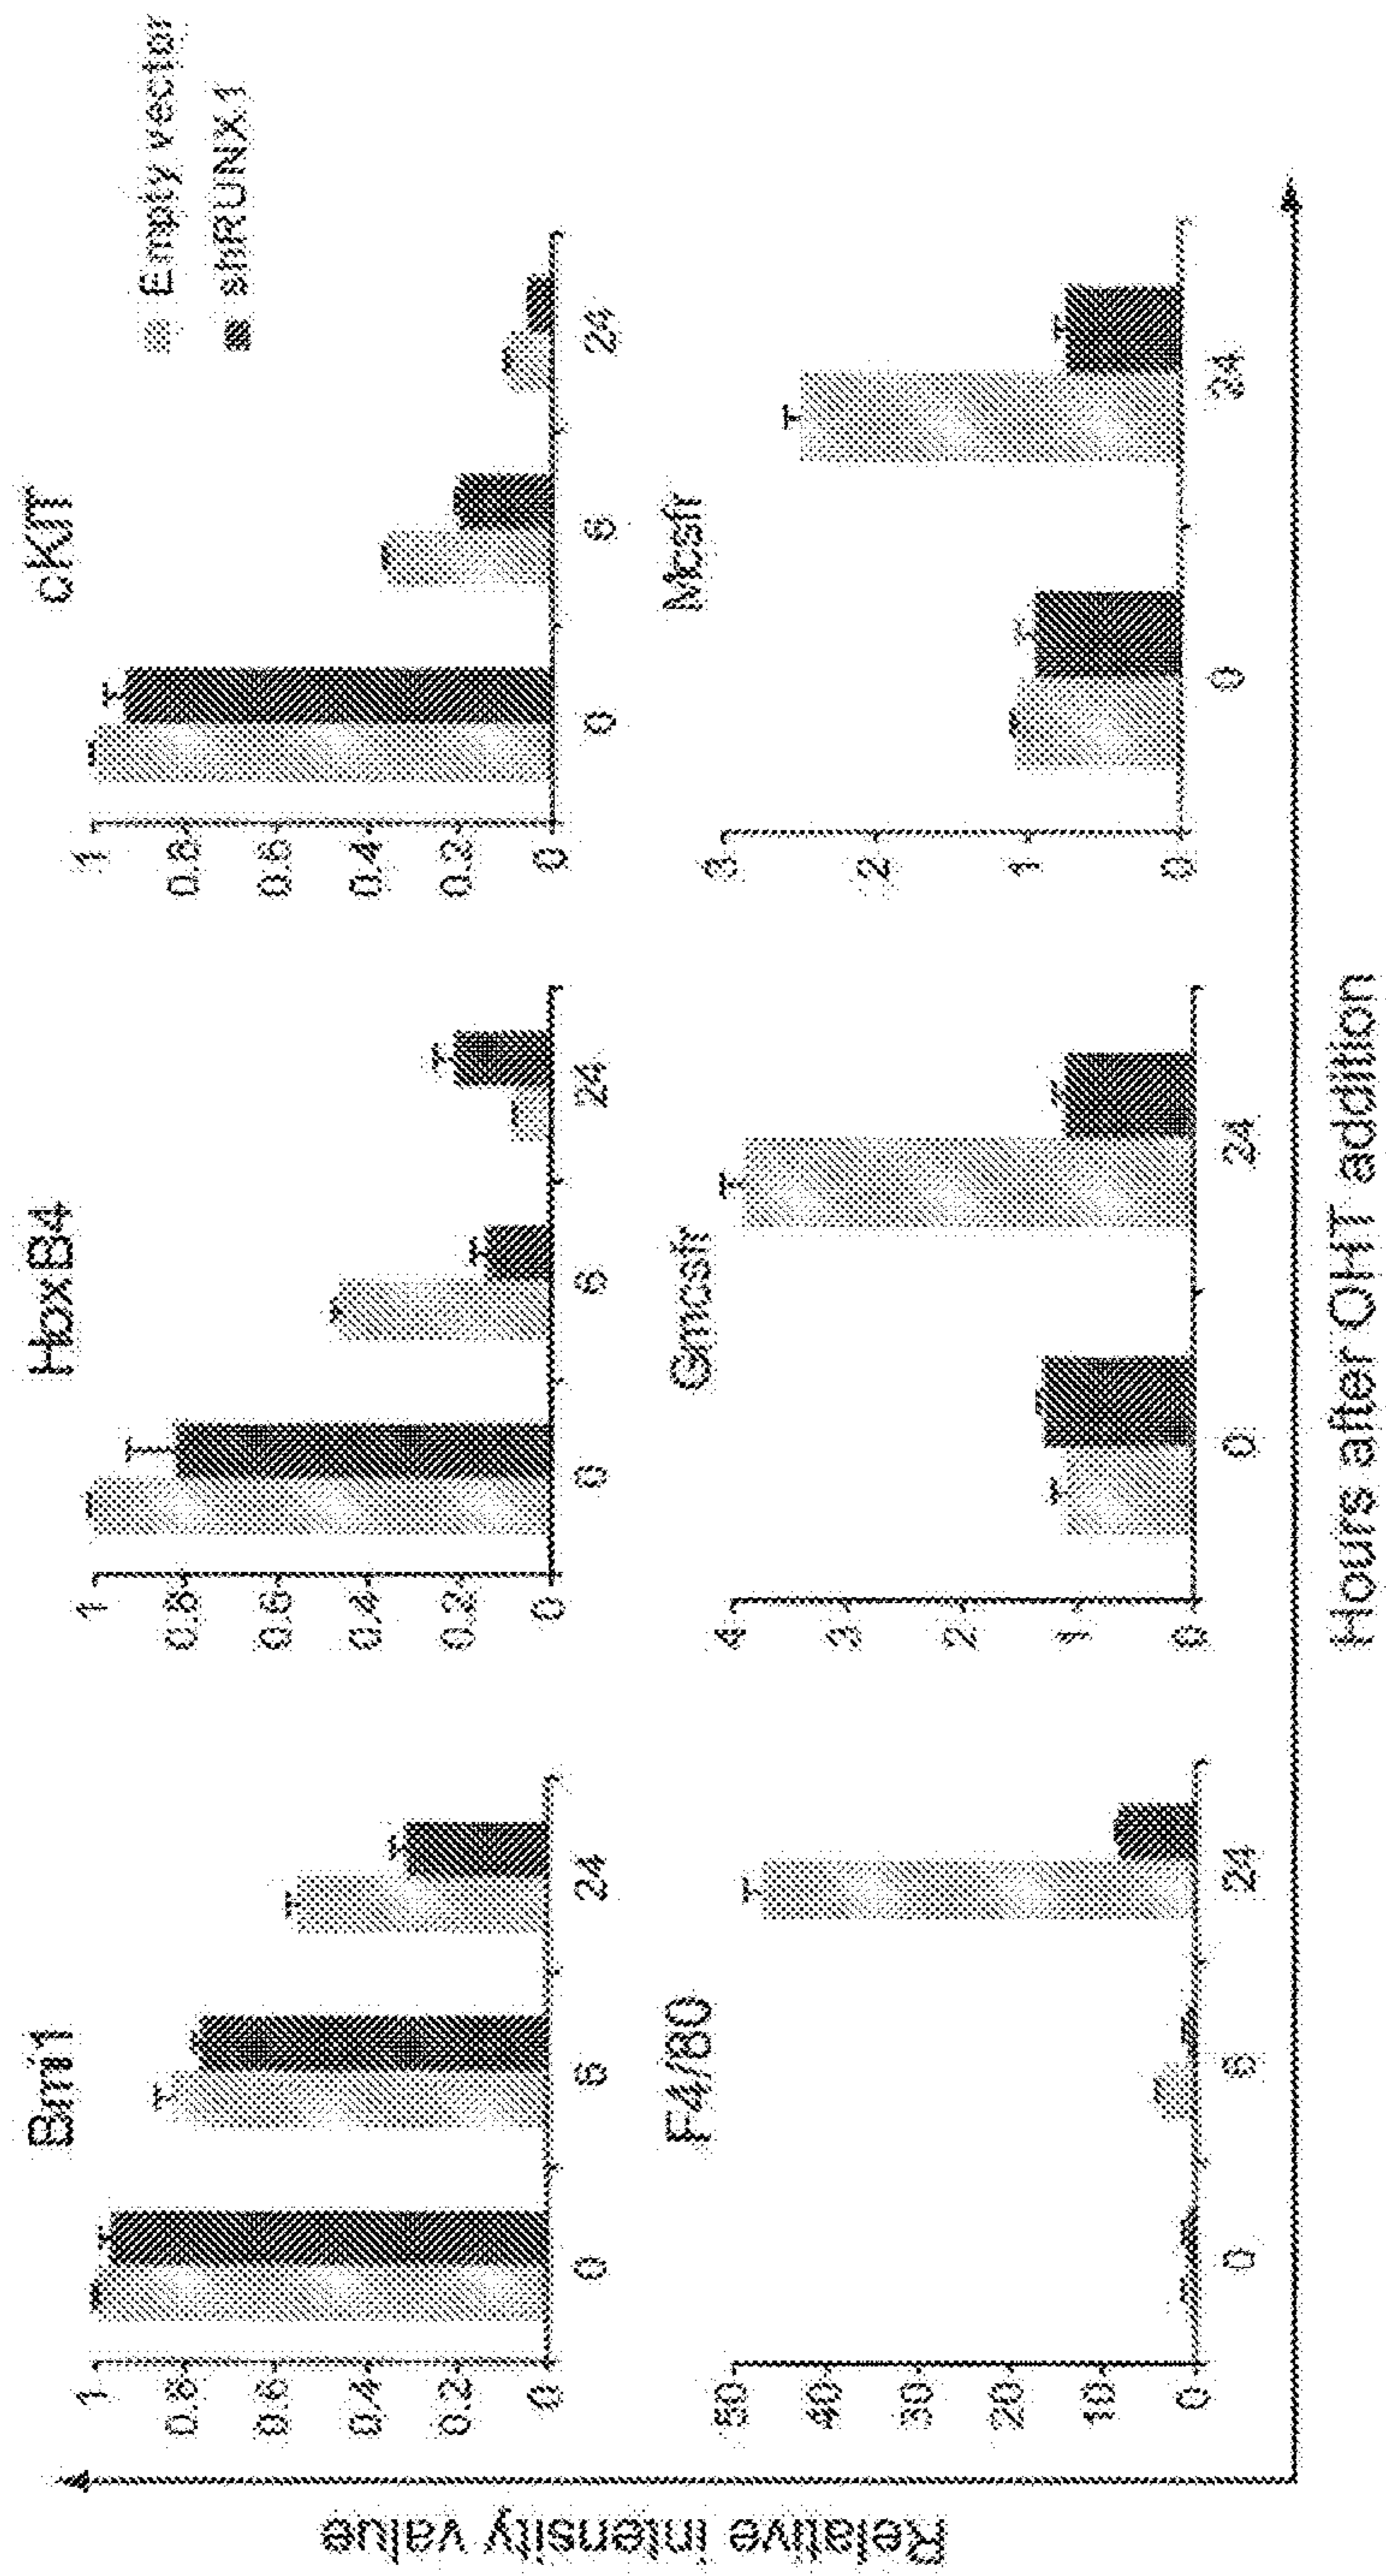 Relative intensity value
Bmi1
1
0.8
0.6
0.4
0.2
0
0 6 24
HoxB4
1
0.8
0.6
0.4
0.2
0
0 6 24
cKIT
1
0.8
0.6
0.4
0.2
0
0 6 24
Empty vector
shRUNX1
F4/80
50
40
30
20
10
0
0 6 24
Gmcsfr
4
3
2
1
0
0 24
Mcsfr
3
2
1
0
0 24
Hours after OHT addition